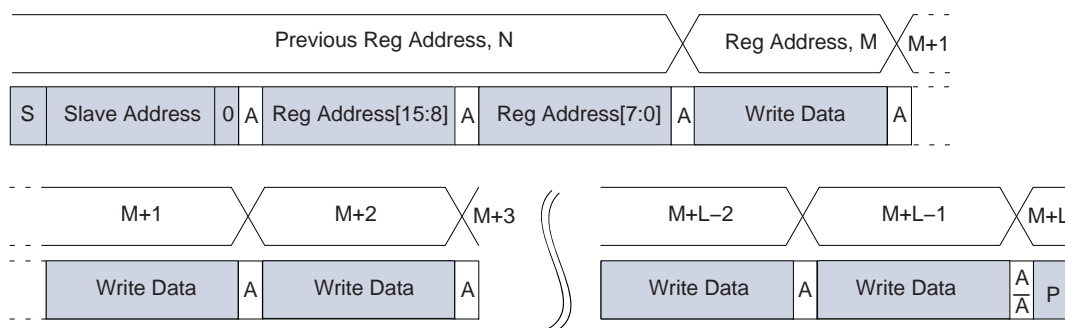 Previous Reg Address, N Reg Address, M M+1
S Slave Address 0 A Reg Address[15:8] A Reg Address[7:0] A Write Data A
M+1 M+2 M+3 M+L−2 M+L−1 M+L
Write Data A Write Data A Write Data A Write Data A P
A̅